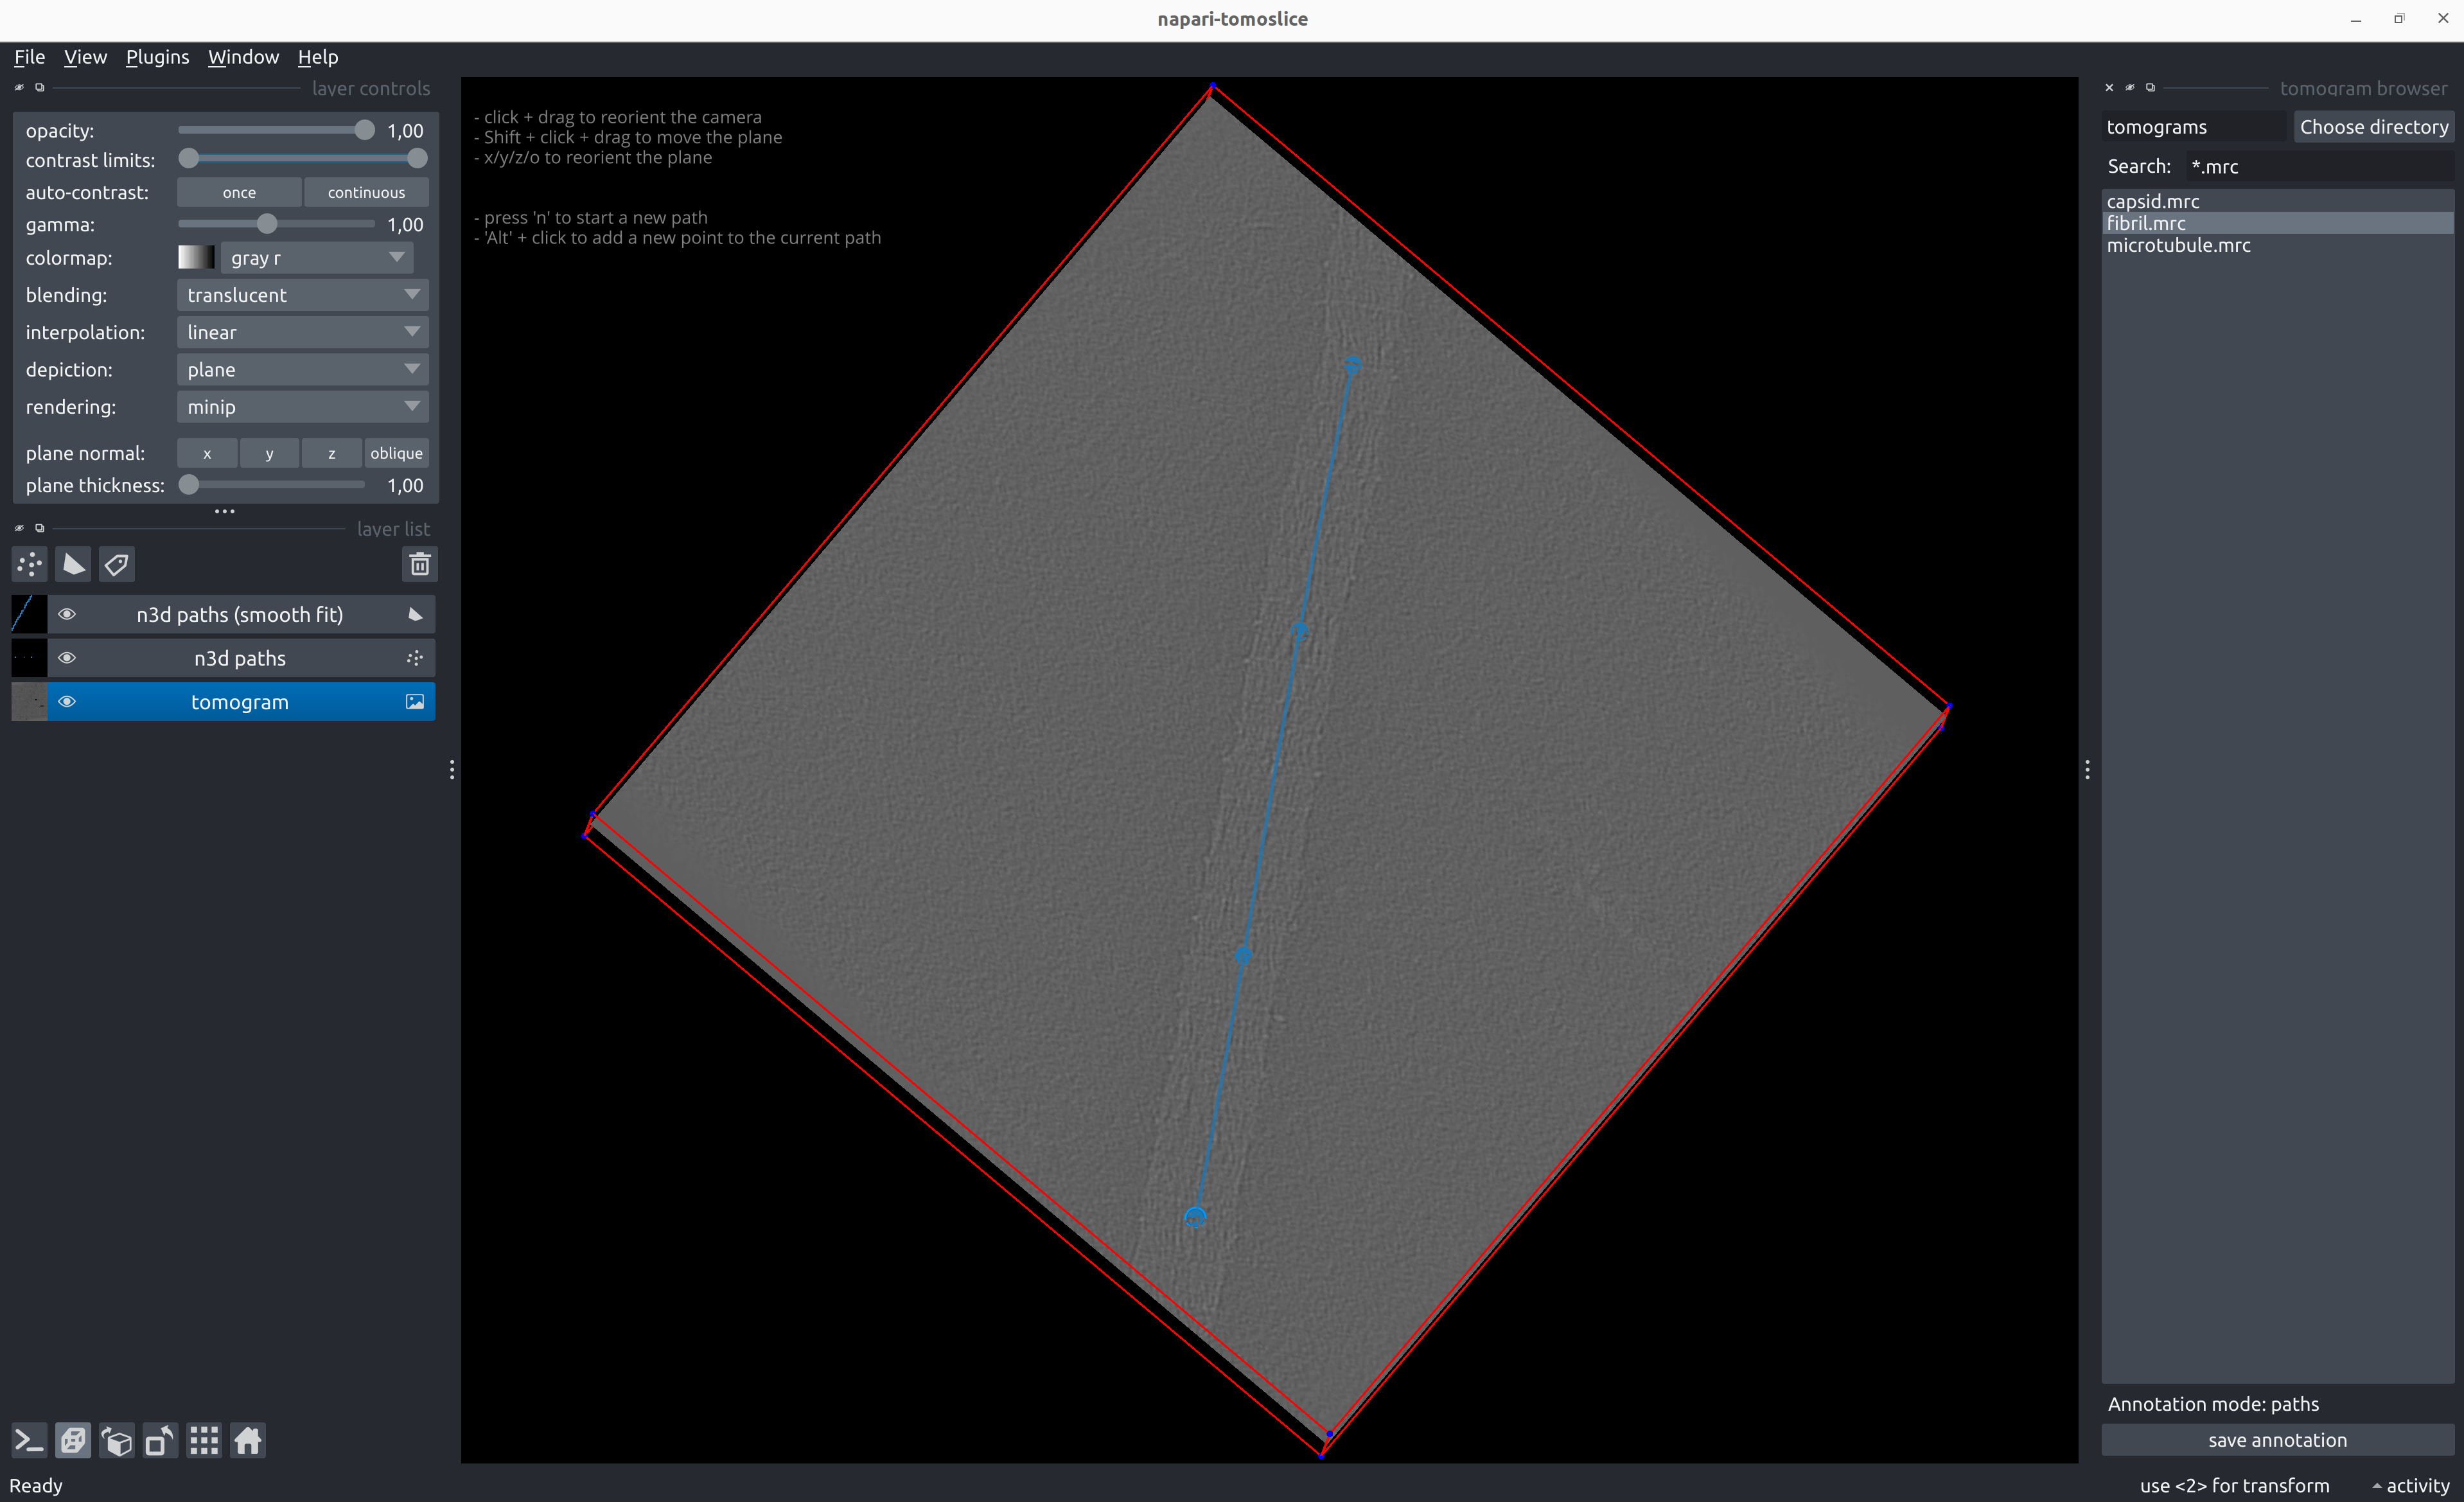 napari-tomoslice
File View Plugins Window Help
layer controls
opacity: 1,00
contrast limits:
auto-contrast: once continuous
gamma: 1,00
colormap: gray r
blending: translucent
interpolation: linear
depiction: plane
rendering: minip
plane normal: x y z oblique
plane thickness: 1,00
layer list
n3d paths (smooth fit)
n3d paths
tomogram
- click + drag to reorient the camera
- Shift + click + drag to move the plane
- x/y/z/o to reorient the plane
- press 'n' to start a new path
- 'Alt' + click to add a new point to the current path
tomogram browser
tomograms Choose directory
Search: *.mrc
capsid.mrc
fibril.mrc
microtubule.mrc
Annotation mode: paths
save annotation
Ready
use <2> for transform activity